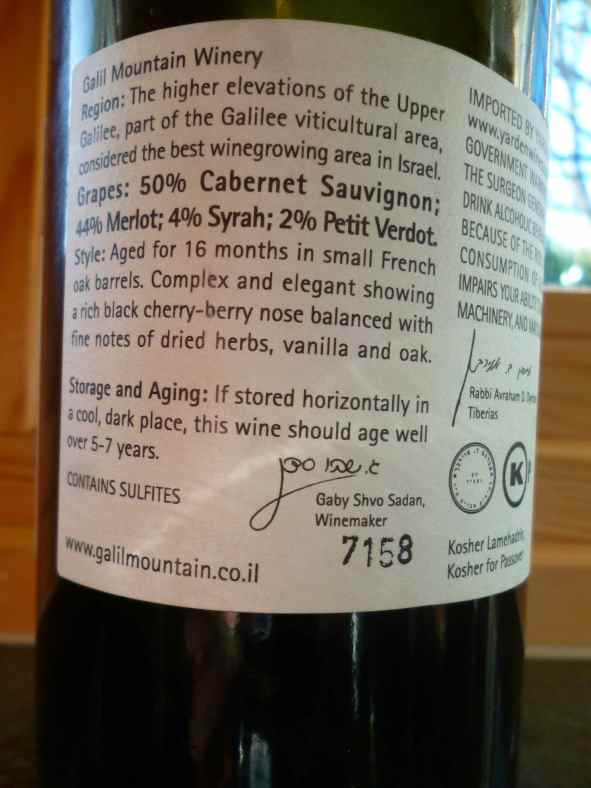 Galil Mountain Winery
Region: The higher elevations of the Upper
Galilee, part of the Galilee viticultural area,
considered the best winegrowing area in Israel.
Grapes: 50% Cabernet Sauvignon;
44% Merlot; 4% Syrah; 2% Petit Verdot.
Style: Aged for 16 months in small French
oak barrels. Complex and elegant showing
a rich black cherry-berry nose balanced with
fine notes of dried herbs, vanilla and oak.
Storage and Aging: If stored horizontally in
a cool, dark place, this wine should age well
over 5-7 years.
CONTAINS SULFITES
Gaby Shvo Sadan,
Winemaker
7158
www.galilmountain.co.il
IMPORTED BY
www.yarden
GOVERNMENT
THE SURGEON
DRINK ALCOHOLIC
BECAUSE OF THE
CONSUMPTION OF
IMPAIRS YOUR
MACHINERY, AND
Rabbi Avraham D.
Tiberias
K
P
Kosher Lamehadrin
Kosher for Passover